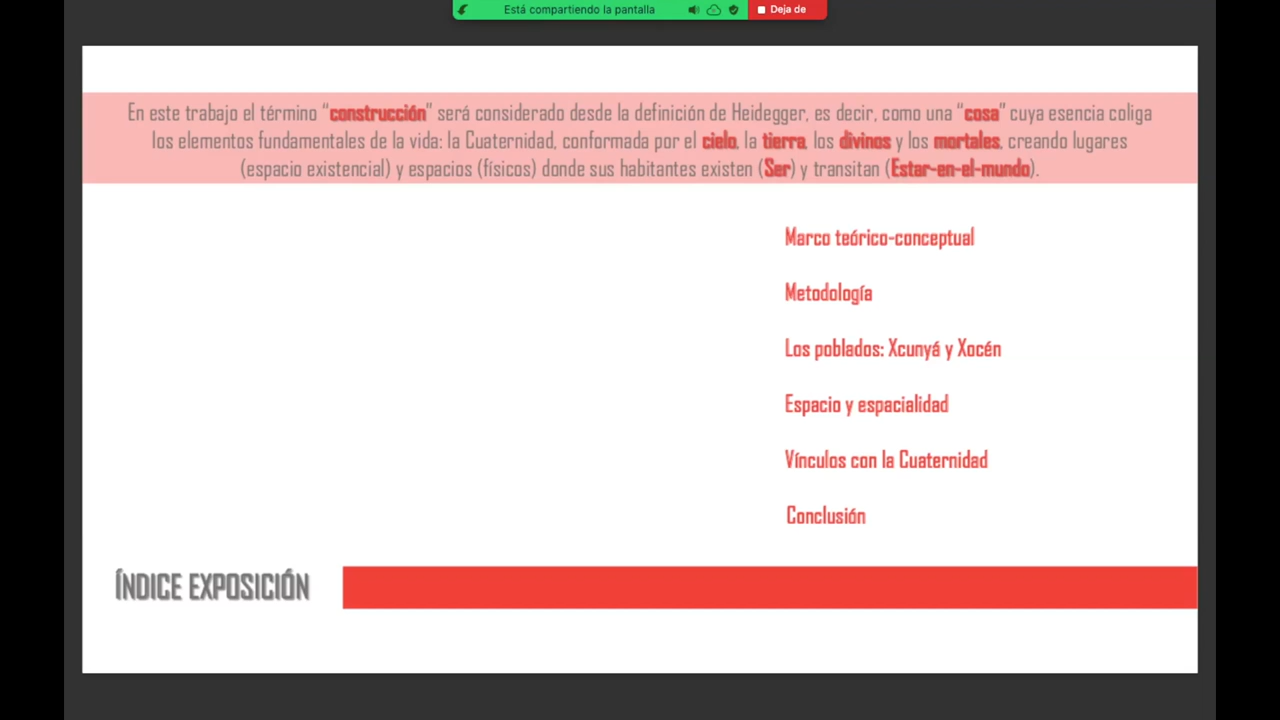 Está compartiendo la pantalla
Deja de
En este trabajo el término “construcción” será considerado desde la definición de Heidegger, es decir, como una “cosa” cuya esencia coliga
los elementos fundamentales de la vida: la Cuaternidad, conformada por el cielo, la tierra, los divinos y los mortales, creando lugares
(espacio existencial) y espacios (físicos) donde sus habitantes existen (Ser) y transitan (Estar-en-el-mundo).
Marco teórico-conceptual
Metodología
Los poblados: Xcunyá y Xocén
Espacio y espacialidad
Vínculos con la Cuaternidad
Conclusión
ÍNDICE EXPOSICIÓN